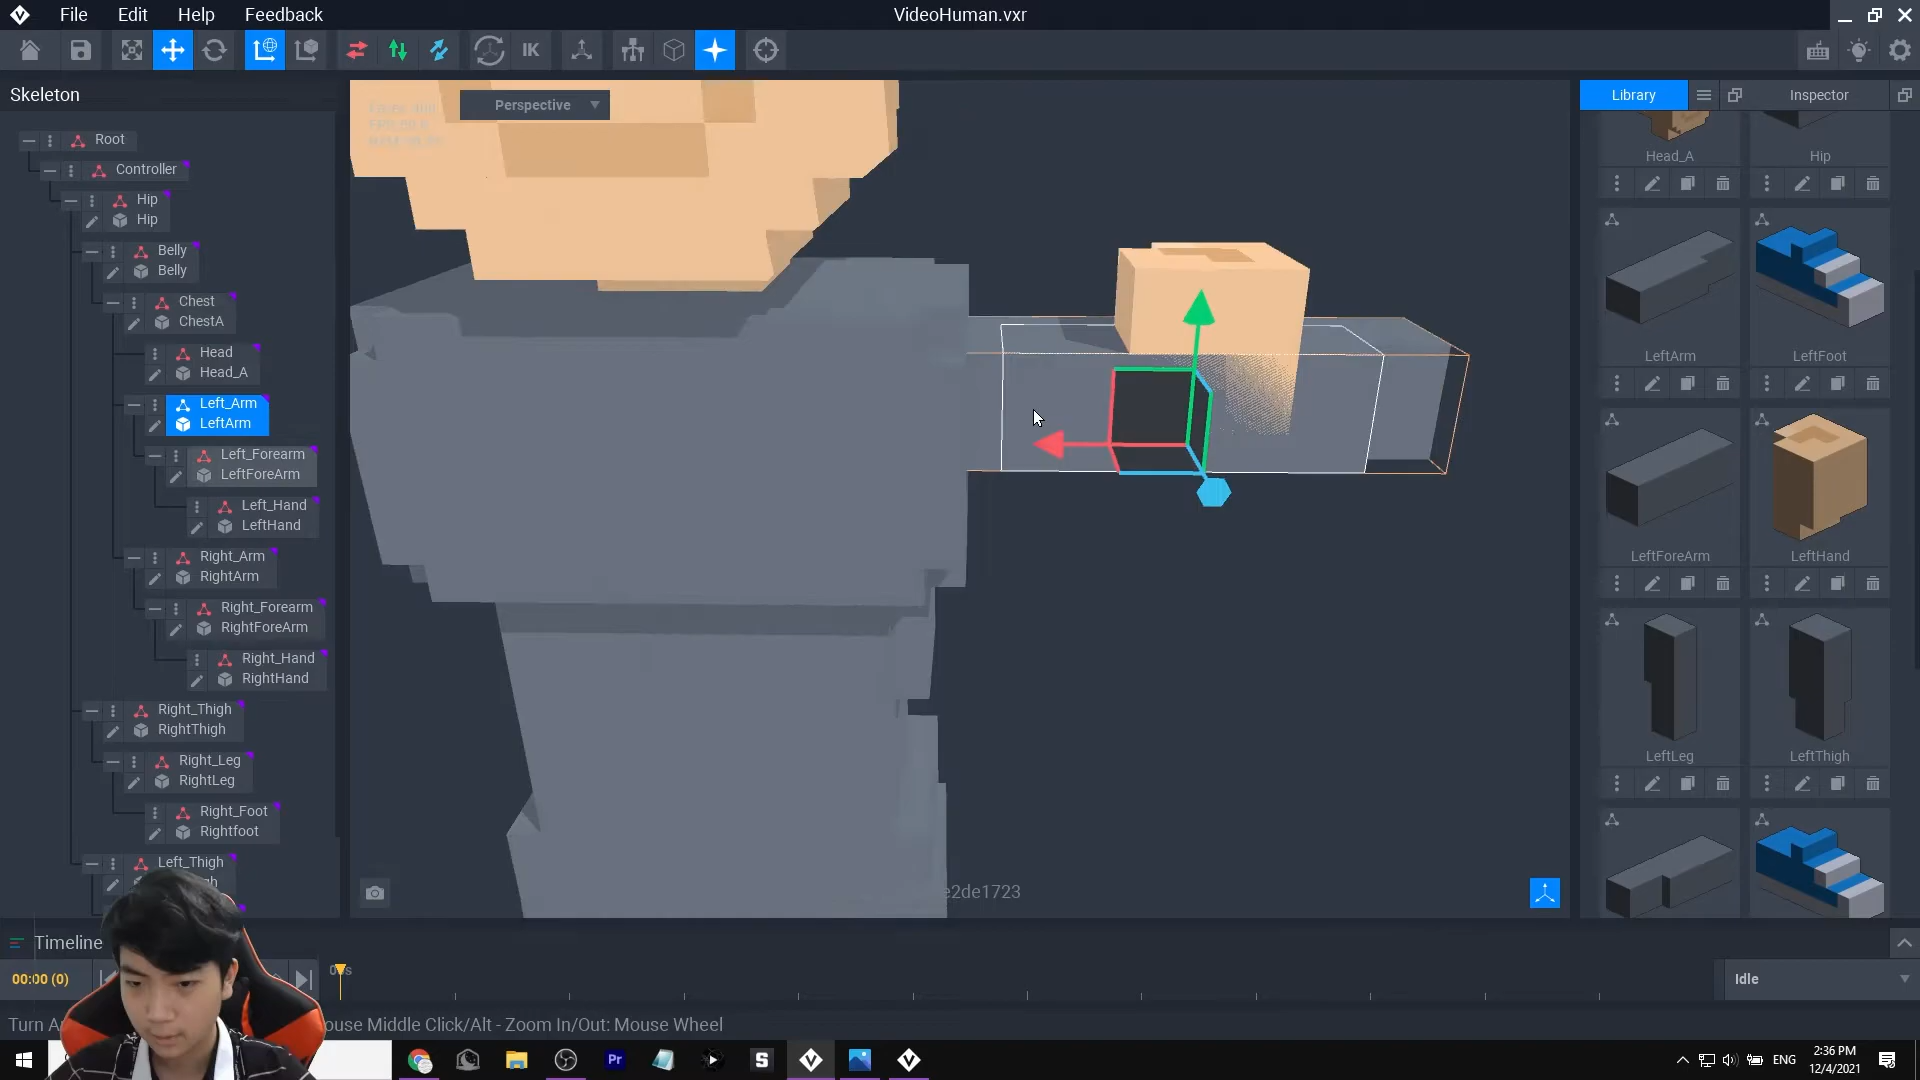 File Edit Help Feedback
VideoHuman.vxr
IK
Skeleton
Root
Controller
Hip
Hip
Belly
Belly
Chest
ChestA
Head
Head_A
Left_Arm
LeftArm
Left_Forearm
LeftForeArm
Left_Hand
LeftHand
Right_Arm
RightArm
Right_Forearm
RightForeArm
Right_Hand
RightHand
Right_Thigh
RightThigh
Right_Leg
RightLeg
Right_Foot
Rightfoot
Left_Thigh
Perspective
e2de1723
Library
Inspector
Head_A
Hip
LeftArm
LeftFoot
LeftForeArm
LeftHand
LeftLeg
LeftThigh
Timeline
00:00 (0)
Idle
Turn
Middle Click/Alt - Zoom In/Out: Mouse Wheel
Pr
S
ENG
2:36 PM
12/4/2021